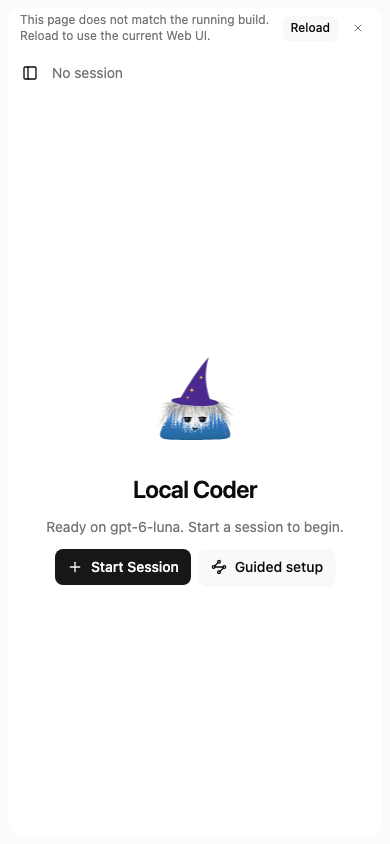 This page does not match the running build.
Reload to use the current Web UI.
Reload
No session
Local Coder
Ready on gpt-6-luna. Start a session to begin.
Start Session
Guided setup